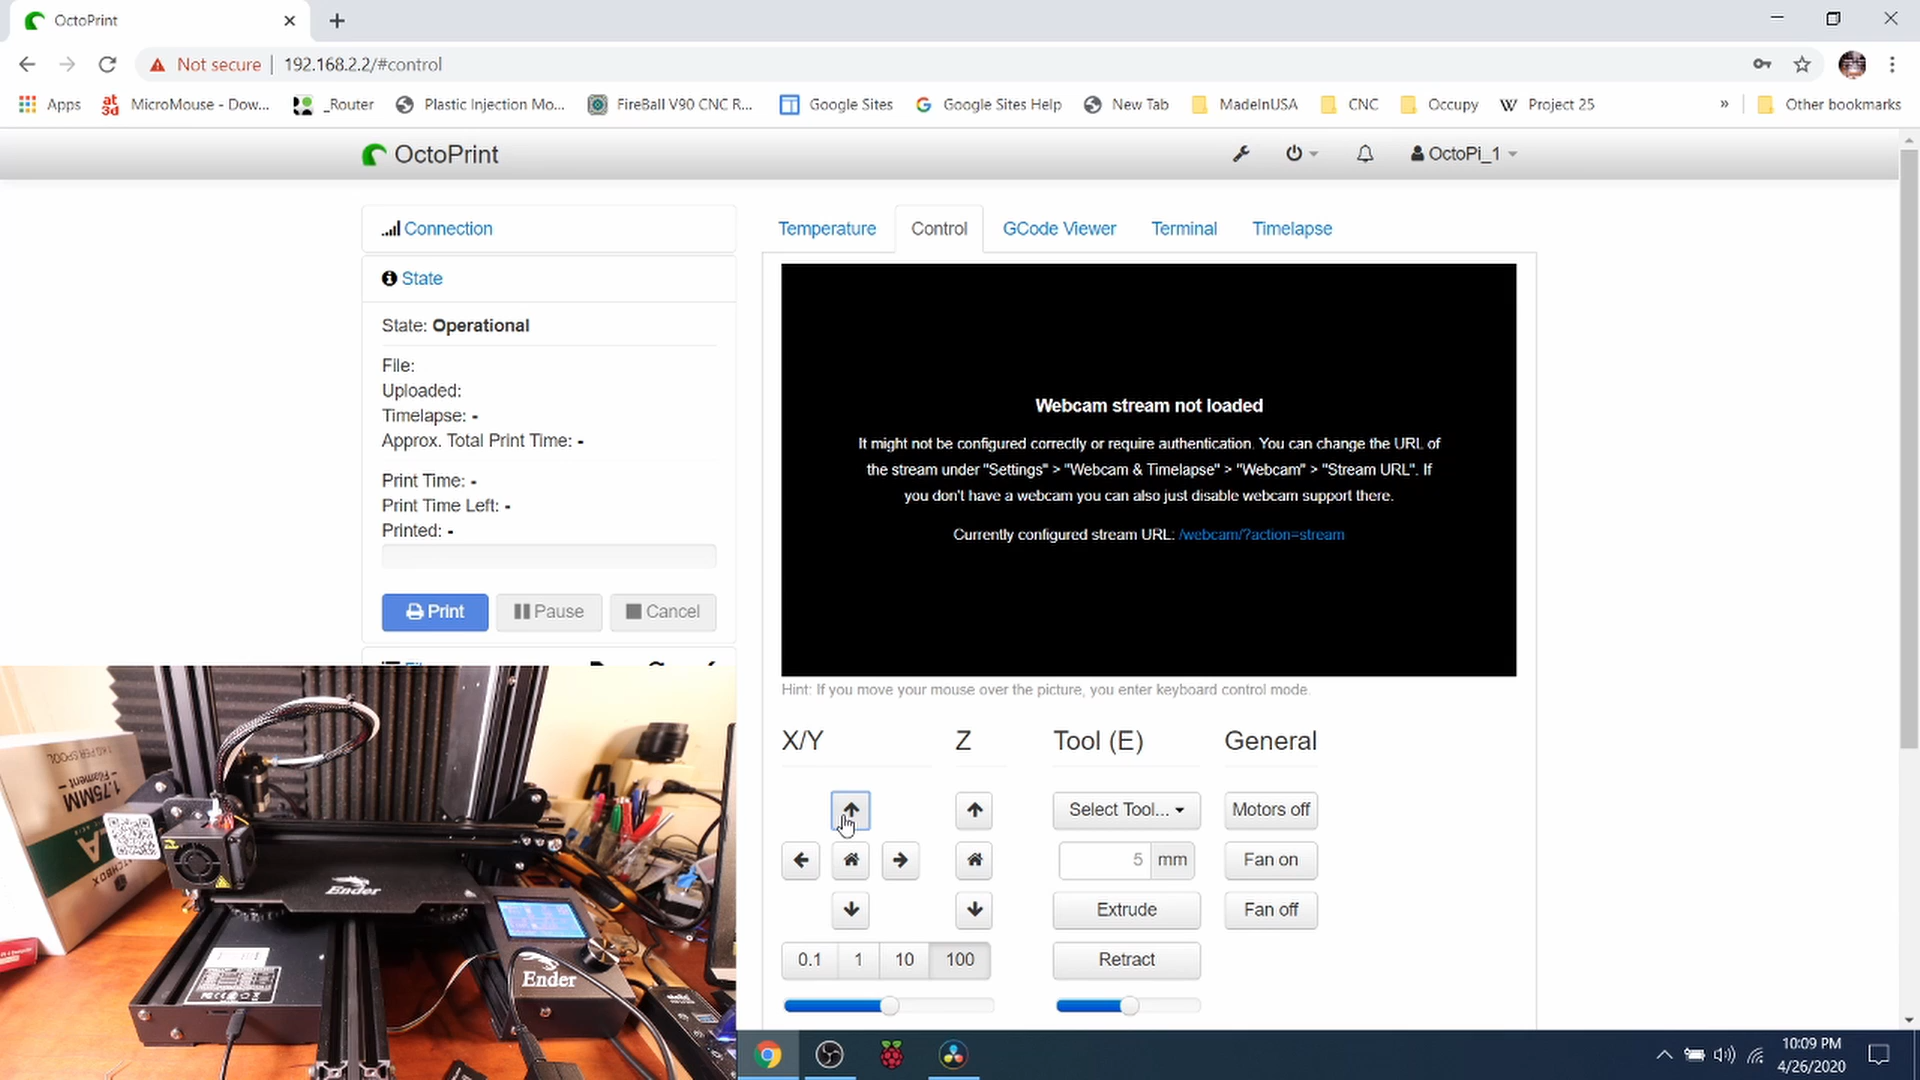 OctoPrint
Not secure
192.168.2.2/#control
Apps
MicroMouse - Dow...
_Router
Plastic Injection Mo...
FireBall V90 CNC R...
Google Sites
Google Sites Help
New Tab
MadeInUSA
CNC
Occupy
Project 25
»
Other bookmarks
OctoPrint
OctoPi_1
Connection
State
State: Operational
File:
Uploaded:
Timelapse: -
Approx. Total Print Time: -
Print Time: -
Print Time Left: -
Printed: -
Print
Pause
Cancel
Temperature
Control
GCode Viewer
Terminal
Timelapse
Webcam stream not loaded
It might not be configured correctly or require authentication. You can change the URL of
the stream under "Settings" > "Webcam & Timelapse" > "Webcam" > "Stream URL". If
you don't have a webcam you can also just disable webcam support there.
Currently configured stream URL: /webcam/?action=stream
Hint: If you move your mouse over the picture, you enter keyboard control mode.
X/Y
Z
Tool (E)
General
Select Tool...
Motors off
5
mm
Fan on
Extrude
Fan off
0.1
1
10
100
Retract
1 KG PER SPOOL
– Filament –
1.75MM
Ender
Ender
10:09 PM
4/26/2020